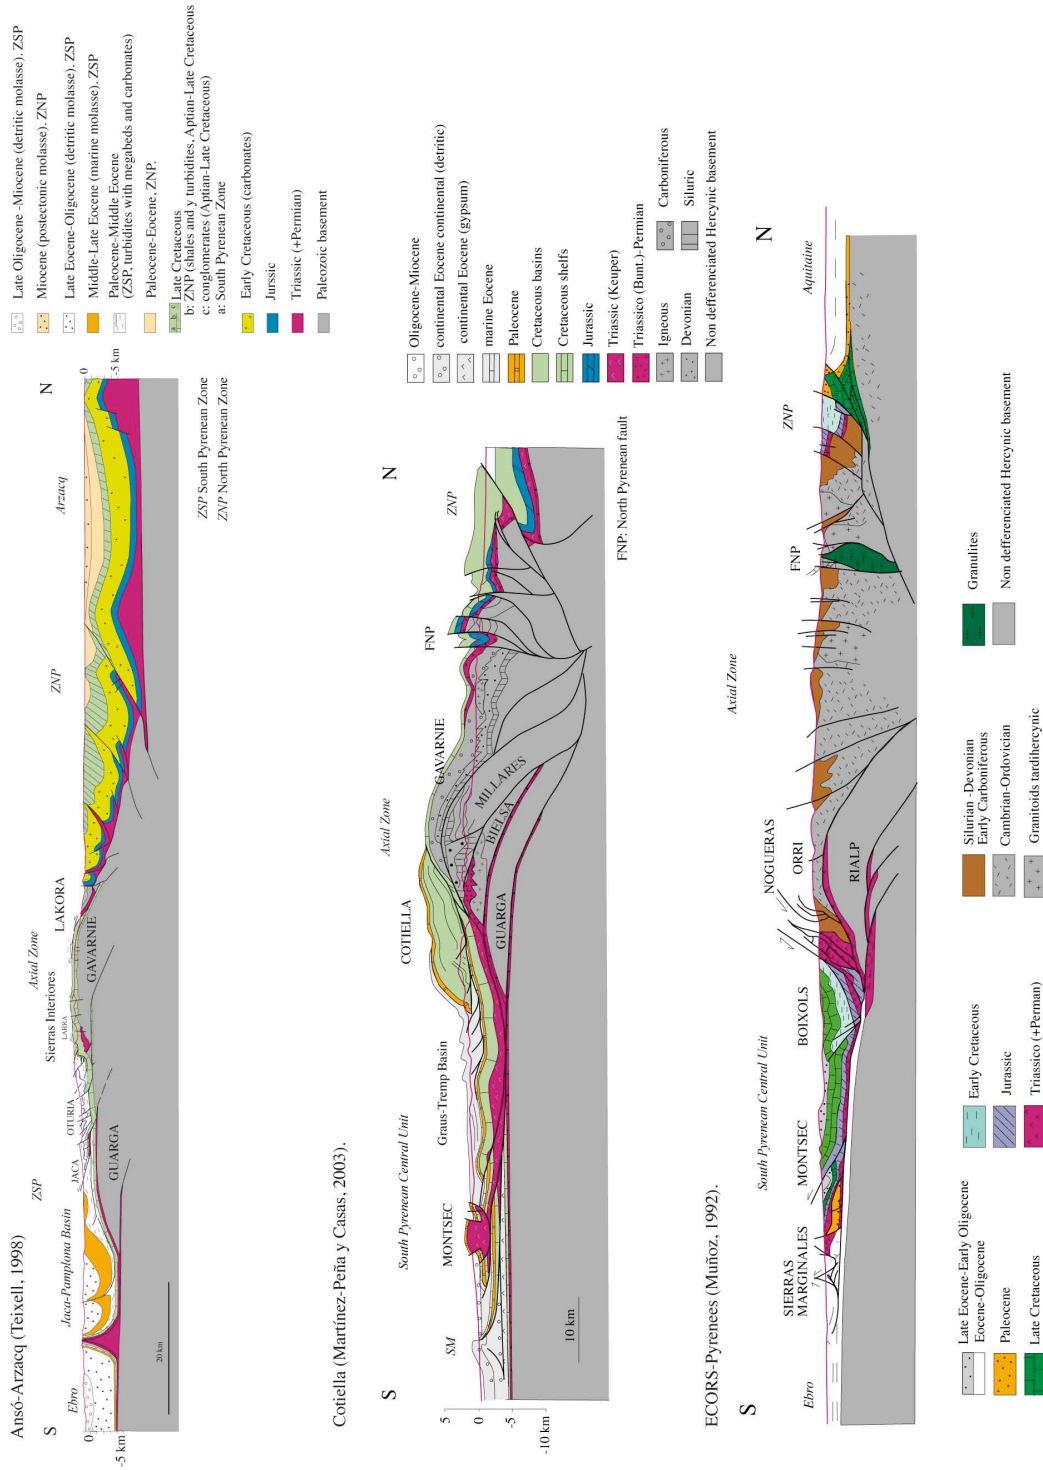 Ansó-Arzacq (Teixell, 1998)
S
N
Ebro
Jaca-Pamplona Basin
ZSP
JACA
OTURIA
Sierras Interiores
LARRA
Axial Zone
LAKORA
GAVARNIE
GUARGA
ZNP
Arzacq
0
-5 km
0
-5 km
20 km
ZSP South Pyrenean Zone
ZNP North Pyrenean Zone
Late Oligocene -Miocene (detritic molasse). ZSP
Miocene (postectonic molasse). ZNP
Late Eocene-Oligocene (detritic molasse). ZSP
Middle-Late Eocene (marine molasse). ZSP
Paleocene-Middle Eocene
(ZSP, turbidites with megabeds and carbonates)
Paleocene-Eocene, ZNP.
a b c
Late Cretaceous
b: ZNP (shales and y turbidites, Aptian-Late Cretaceous
c: conglomerates (Aptian-Late Cretaceous)
a: South Pyrenean Zone
Early Cretaceous (carbonates)
Jurssic
Triassic (+Permian)
Paleozoic basement
Cotiella (Martínez-Peña y Casas, 2003).
S
N
South Pyrenean Central Unit
Axial Zone
SM
MONTSEC
Graus-Tremp Basin
COTIELLA
GAVARNIE
MILLARES
BIELSA
GUARGA
FNP
ZNP
5
0
-5
-10 km
10 km
FNP: North Pyrenean fault
Oligocene-Miocene
continental Eocene continental (detritic)
continental Eocene (gypsum)
marine Eocene
Paleocene
Cretaceous basins
Cretaceous shelfs
Jurassic
Triassic (Keuper)
Triassico (Bunt.)-Permian
Igneous
Carboniferous
Devonian
Siluric
Non defferenciated Hercynic basement
ECORS-Pyrenees (Muñoz, 1992).
S
N
Ebro
South Pyrenean Central Unit
Axial Zone
Aquitaine
SIERRAS
MARGINALES
MONTSEC
BOIXOLS
NOGUERAS
ORRI
RIALP
FNP
ZNP
Late Eocene-Early Oligocene
Eocene-Oligocene
Paleocene
Late Cretaceous
Early Cretaceous
Jurassic
Triassico (+Perman)
Silurian -Devonian
Early Carboniferous
Cambrian-Ordovician
Granitoids tardihercynic
Granulites
Non defferenciated Hercynic basement